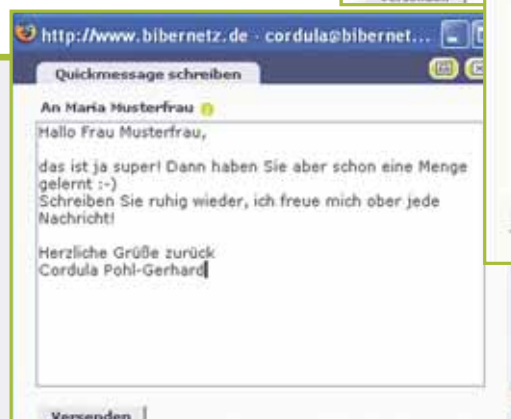 http://www.bibernetz.de - cordula@bibernet...
Quickmessage schreiben
An Maria Musterfrau
Hallo Frau Musterfrau,
das ist ja super! Dann haben Sie aber schon eine Menge
gelernt :-)
Schreiben Sie ruhig wieder, ich freue mich ober jede
Nachricht!
Herzliche Grüße zurück
Cordula Pohl-Gerhard
Versenden